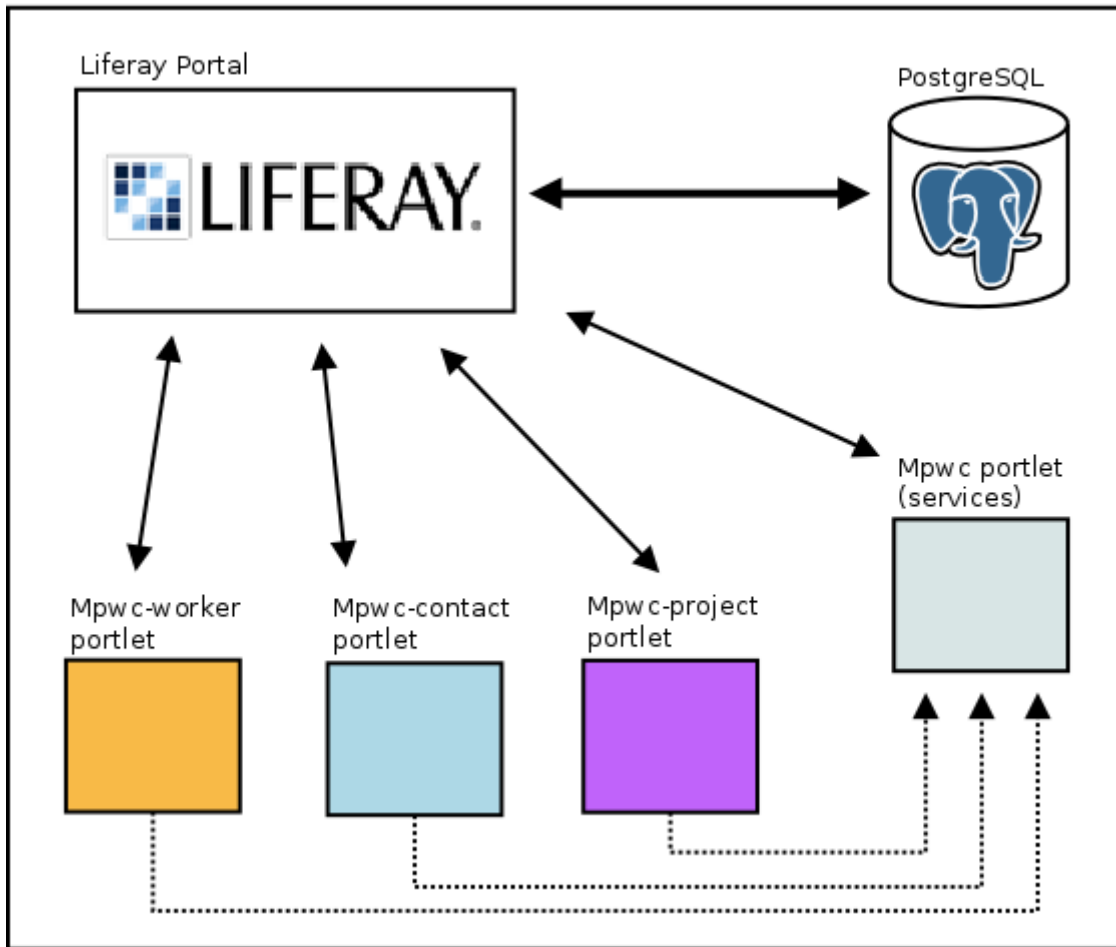 Liferay Portal
LIFERAY.
PostgreSQL
Mpwc portlet
(services)
Mpwc-worker
portlet
Mpwc-contact
portlet
Mpwc-project
portlet